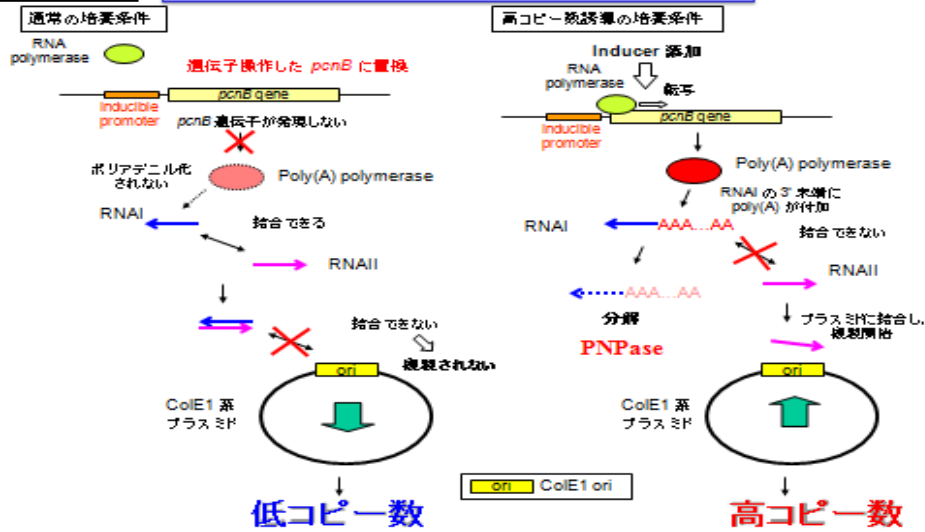 通常の培養条件
RNA
polymerase
遺伝子操作した pcnB に置換
pcnB gene
Inducible
promoter
pcnB 遺伝子が発現しない
ポリアデニル化
されない
Poly(A) polymerase
RNAI
結合できる
RNAII
結合できない
複製されない
ori
ColE1 系
プラスミド
低コピー数
高コピー数誘導の培養条件
Inducer 添加
RNA
polymerase
転写
pcnB gene
Inducible
promoter
Poly(A) polymerase
RNAI の 3' 末端に
poly(A) が付加
RNAI
AAA...AA
結合できない
RNAII
AAA...AA
分解
PNPase
プラスミドに結合し、
複製開始
ori
ColE1 系
プラスミド
高コピー数
ori ColE1 ori